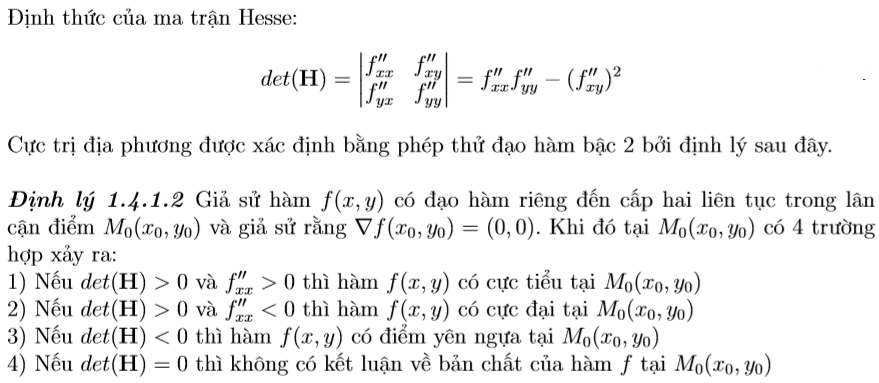 Định thức của ma trận Hesse:
det(H) = |f''xx f''xy| = f''xx f''yy − (f''xy)²
|f''yx f''yy|
Cực trị địa phương được xác định bằng phép thử đạo hàm bậc 2 bởi định lý sau đây.
Định lý 1.4.1.2 Giả sử hàm f(x, y) có đạo hàm riêng đến cấp hai liên tục trong lân
cận điểm M₀(x₀, y₀) và giả sử rằng ∇f(x₀, y₀) = (0, 0). Khi đó tại M₀(x₀, y₀) có 4 trường
hợp xảy ra:
1) Nếu det(H) > 0 và f''xx > 0 thì hàm f(x, y) có cực tiểu tại M₀(x₀, y₀)
2) Nếu det(H) > 0 và f''xx < 0 thì hàm f(x, y) có cực đại tại M₀(x₀, y₀)
3) Nếu det(H) < 0 thì hàm f(x, y) có điểm yên ngựa tại M₀(x₀, y₀)
4) Nếu det(H) = 0 thì không có kết luận về bản chất của hàm f tại M₀(x₀, y₀)